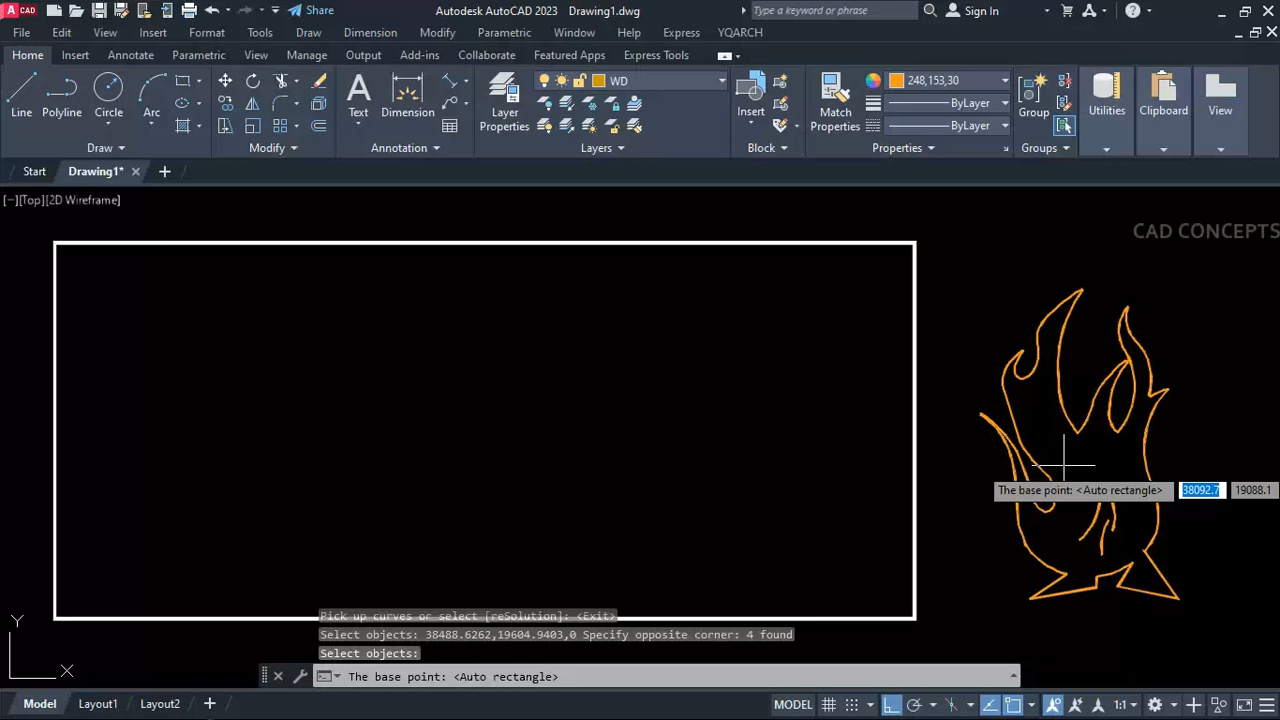 CAD Share Autodesk AutoCAD 2023 Drawing1.dwg Type a keyword or phrase Sign In
File Edit View Insert Format Tools Draw Dimension Modify Parametric Window Help Express YQARCH
Home Insert Annotate Parametric View Manage Output Add-ins Collaborate Featured Apps Express Tools
WD 248,153,30
ByLayer
ByLayer
Line Polyline Circle Arc Text Dimension Layer Properties Insert Match Properties Group Utilities Clipboard View
Draw Modify Annotation Layers Block Properties Groups
Start Drawing1*
[−][Top][2D Wireframe]
CAD CONCEPTS
The base point: <Auto rectangle> 38092.7 19088.1
Pick up curves or select [reSolution]: <Exit>
Select objects: 38488.6262,19604.9403,0 Specify opposite corner: 4 found
Select objects:
Y
X
The base point: <Auto rectangle>
Model Layout1 Layout2 MODEL 1:1